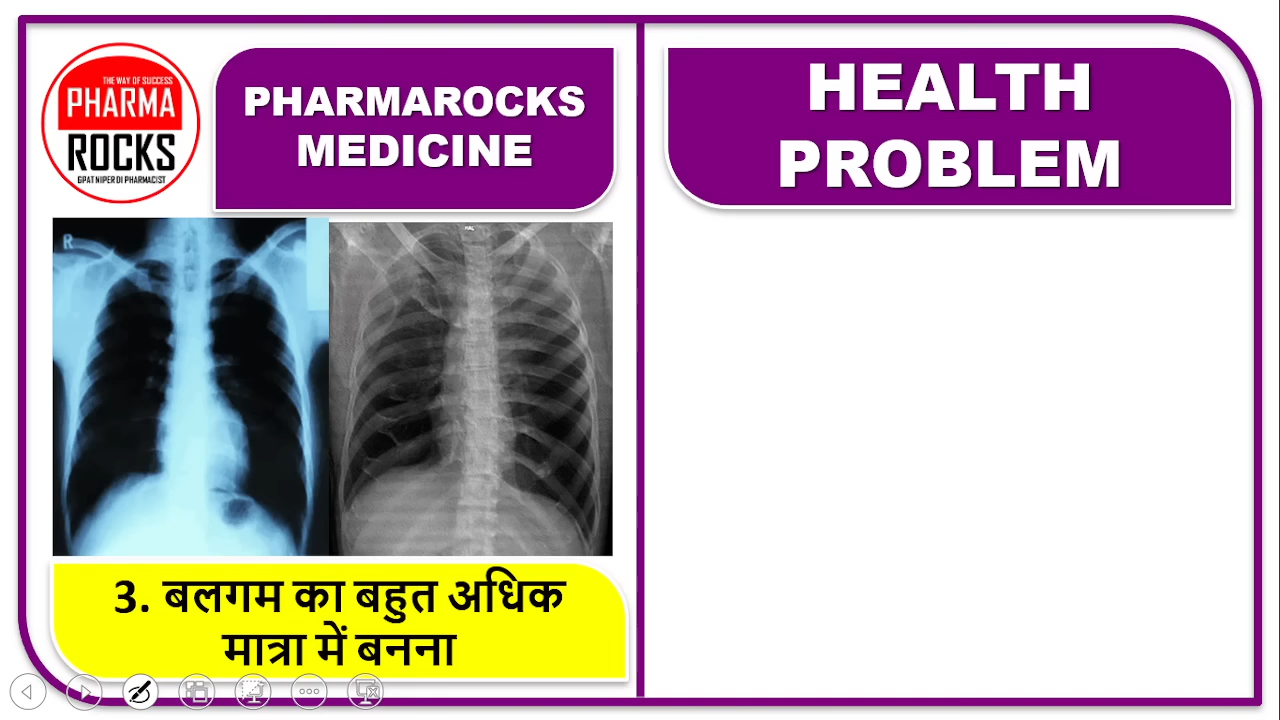 THE WAY OF SUCCESS
PHARMA
ROCKS
GPAT NIPER DI PHARMACIST
PHARMAROCKS
MEDICINE
HEALTH
PROBLEM
R
3. बलगम का बहुत अधिक
मात्रा में बनना